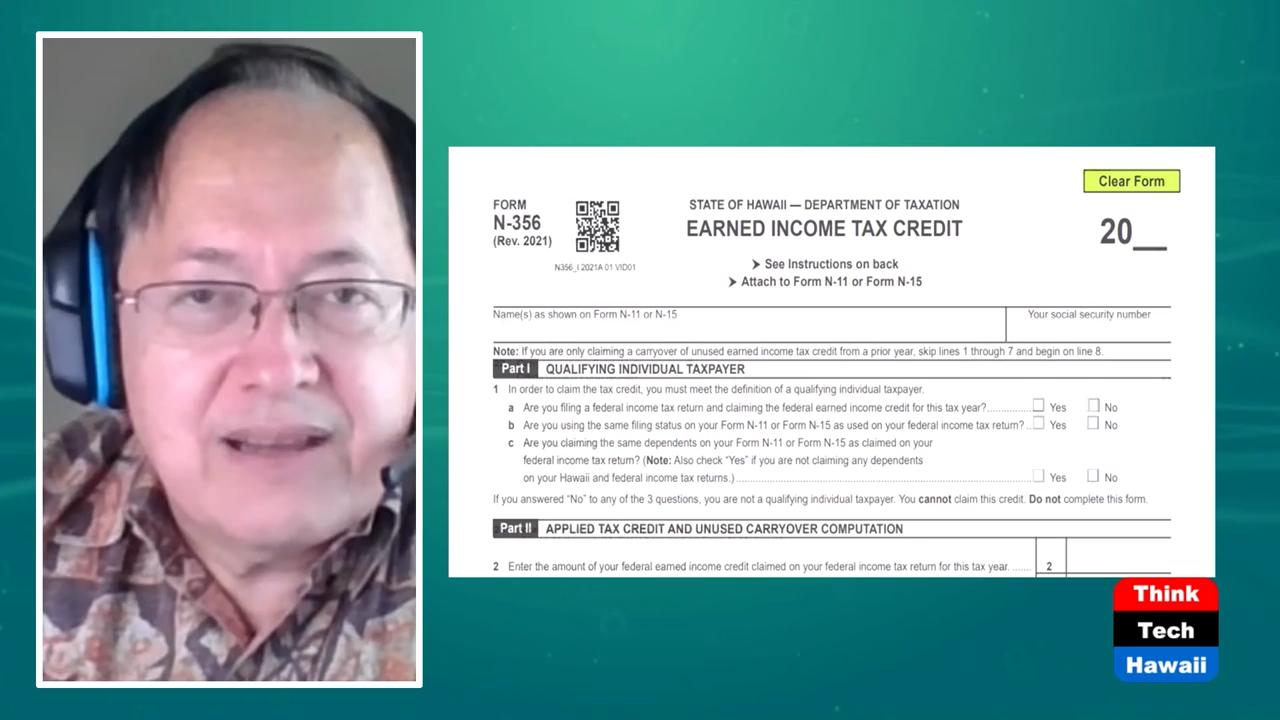 Clear Form
FORM
N-356
(Rev. 2021)
N356_I 2021A 01 VID01
STATE OF HAWAII — DEPARTMENT OF TAXATION
EARNED INCOME TAX CREDIT
➤ See Instructions on back
➤ Attach to Form N-11 or Form N-15
20__
Name(s) as shown on Form N-11 or N-15
Your social security number
Note: If you are only claiming a carryover of unused earned income tax credit from a prior year, skip lines 1 through 7 and begin on line 8.
Part I QUALIFYING INDIVIDUAL TAXPAYER
1 In order to claim the tax credit, you must meet the definition of a qualifying individual taxpayer.
a Are you filing a federal income tax return and claiming the federal earned income credit for this tax year?.............. Yes No
b Are you using the same filing status on your Form N-11 or Form N-15 as used on your federal income tax return? .. Yes No
c Are you claiming the same dependents on your Form N-11 or Form N-15 as claimed on your
federal income tax return? (Note: Also check “Yes” if you are not claiming any dependents
on your Hawaii and federal income tax returns.) .......................................................................................... Yes No
If you answered “No” to any of the 3 questions, you are not a qualifying individual taxpayer. You cannot claim this credit. Do not complete this form.
Part II APPLIED TAX CREDIT AND UNUSED CARRYOVER COMPUTATION
2 Enter the amount of your federal earned income credit claimed on your federal income tax return for this tax year. ...... 2
Think
Tech
Hawaii